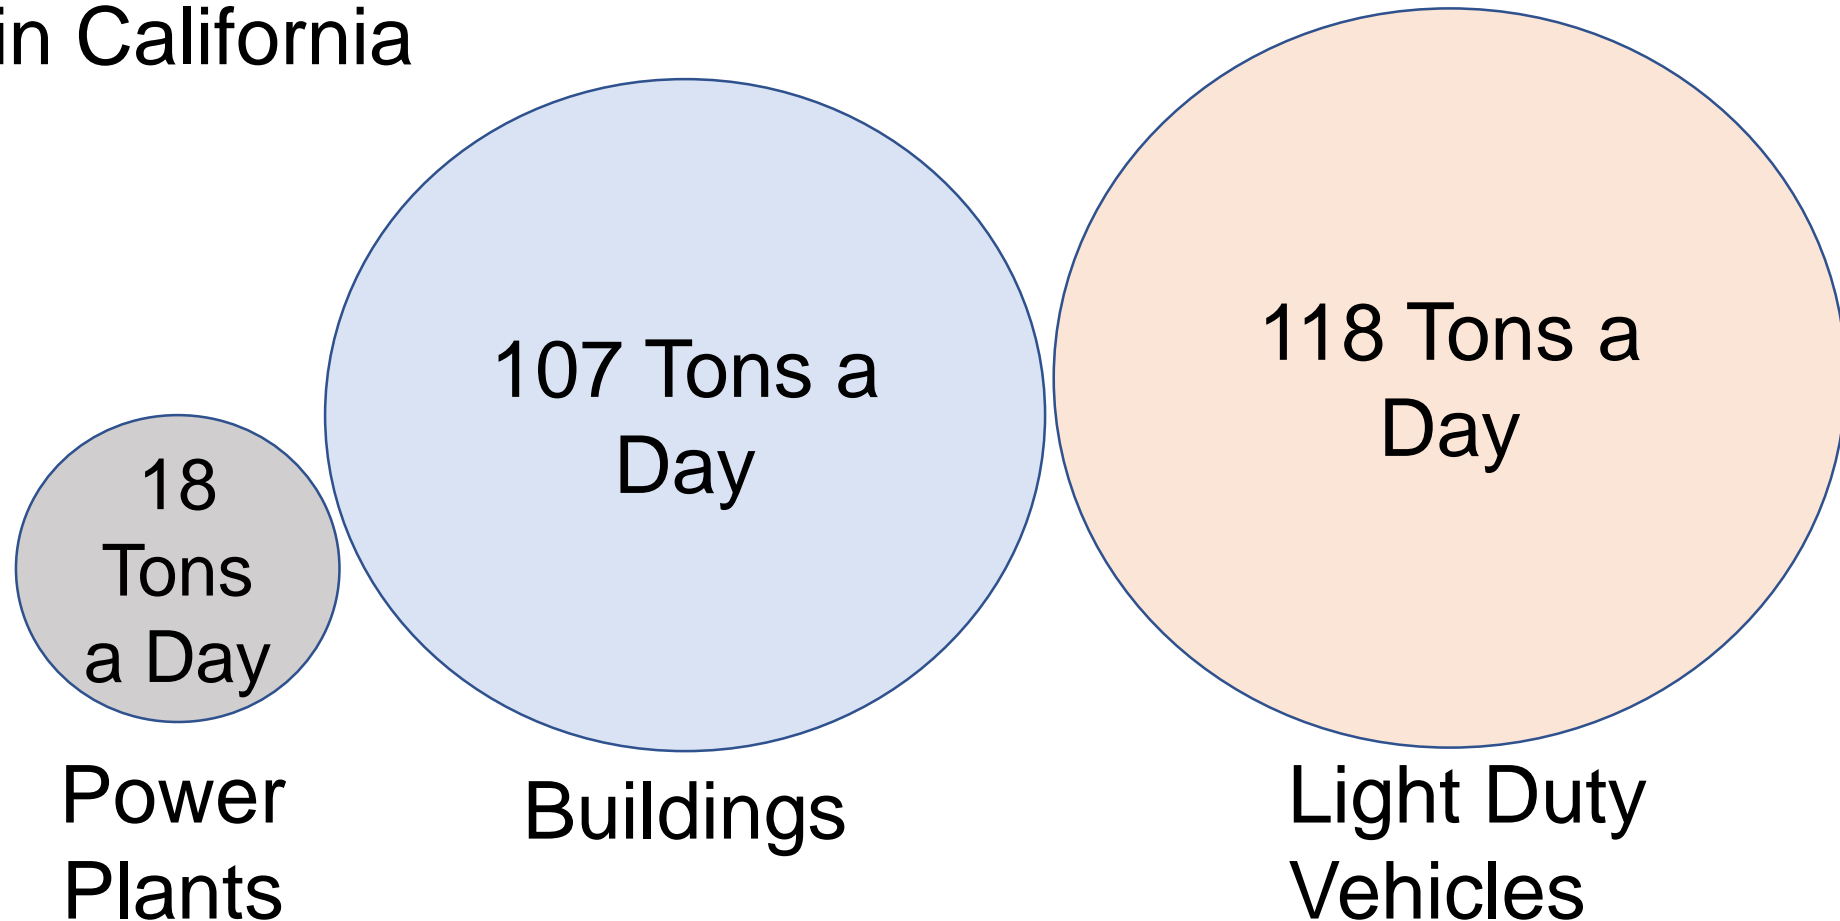 in California
18
Tons
a Day
107 Tons a
Day
118 Tons a
Day
Power
Plants
Buildings
Light Duty
Vehicles